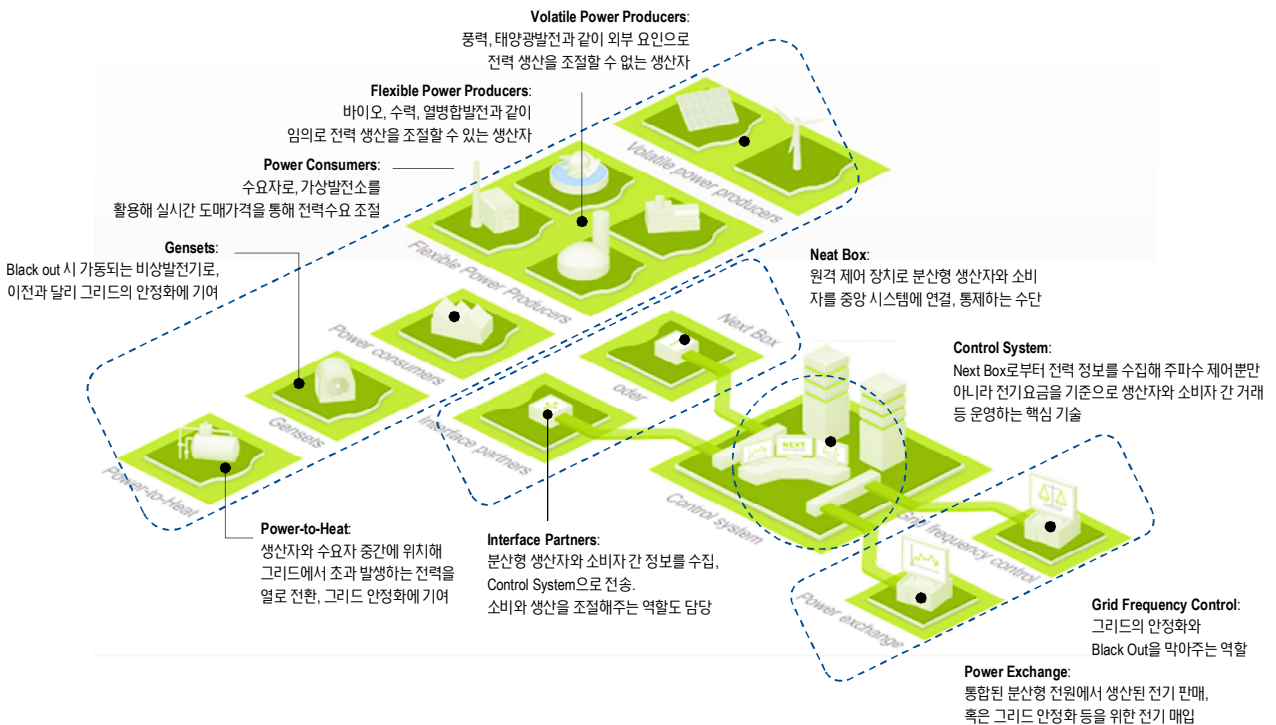 Volatile Power Producers:
풍력, 태양광발전과 같이 외부 요인으로
전력 생산을 조절할 수 없는 생산자
Flexible Power Producers:
바이오, 수력, 열병합발전과 같이
임의로 전력 생산을 조절할 수 있는 생산자
Power Consumers:
수요자로, 가상발전소를
활용해 실시간 도매가격을 통해 전력수요 조절
Gensets:
Black out 시 가동되는 비상발전기로,
이전과 달리 그리드의 안정화에 기여
Volatile power producers
Flexible Power Producers
Power consumers
Gensets
Power-to-Heat
Neat Box:
원격 제어 장치로 분산형 생산자와 소비
자를 중앙 시스템에 연결, 통제하는 수단
Next Box
oder
Interface partners
Control System:
Next Box로부터 전력 정보를 수집해 주파수 제어뿐만
아니라 전기요금을 기준으로 생산자와 소비자 간 거래
등 운영하는 핵심 기술
NEXT
Control system
Grid frequency control
Power exchange
Power-to-Heat:
생산자와 수요자 중간에 위치해
그리드에서 초과 발생하는 전력을
열로 전환, 그리드 안정화에 기여
Interface Partners:
분산형 생산자와 소비자 간 정보를 수집,
Control System으로 전송.
소비와 생산을 조절해주는 역할도 담당
Grid Frequency Control:
그리드의 안정화와
Black Out을 막아주는 역할
Power Exchange:
통합된 분산형 전원에서 생산된 전기 판매,
혹은 그리드 안정화 등을 위한 전기 매입